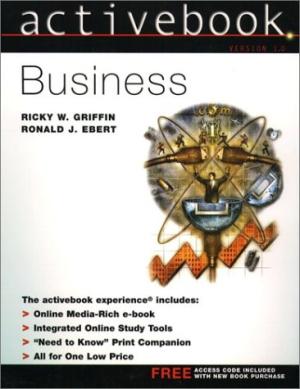 activebook.
VERSION 1.0
Business
RICKY W. GRIFFIN
RONALD J. EBERT
The activebook experience® includes:
> Online Media-Rich e-book
> Integrated Online Study Tools
> "Need to Know" Print Companion
> All for One Low Price
FREE ACCESS CODE INCLUDED
WITH NEW BOOK PURCHASE